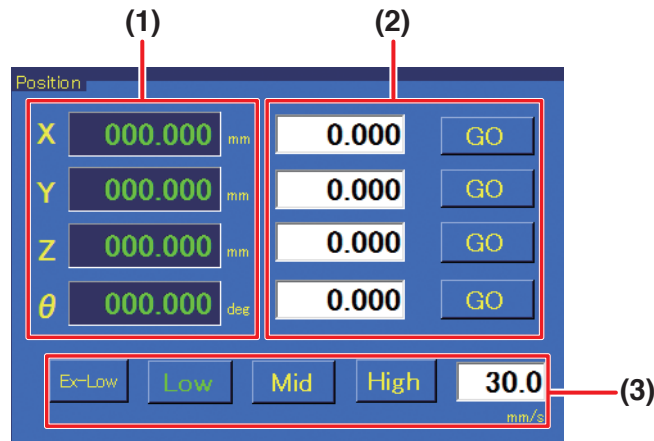 (1) (2)
Position
X 000.000 mm 0.000 GO
Y 000.000 mm 0.000 GO
Z 000.000 mm 0.000 GO
θ 000.000 deg 0.000 GO
Ex-Low Low Mid High 30.0 (3)
mm/s